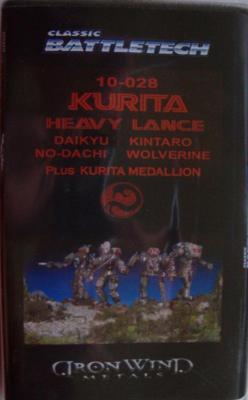 CLASSIC
BATTLETECH
10-028
KURITA
HEAVY LANCE
DAIKYU KINTARO
NO-DACHI WOLVERINE
PLUS KURITA MEDALLION
IRON WIND
METALS